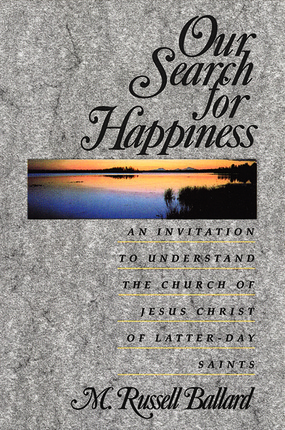 Our
Search
for
Happiness
AN INVITATION
TO UNDERSTAND
THE CHURCH OF
JESUS CHRIST
OF LATTER-DAY
SAINTS
M. Russell Ballard